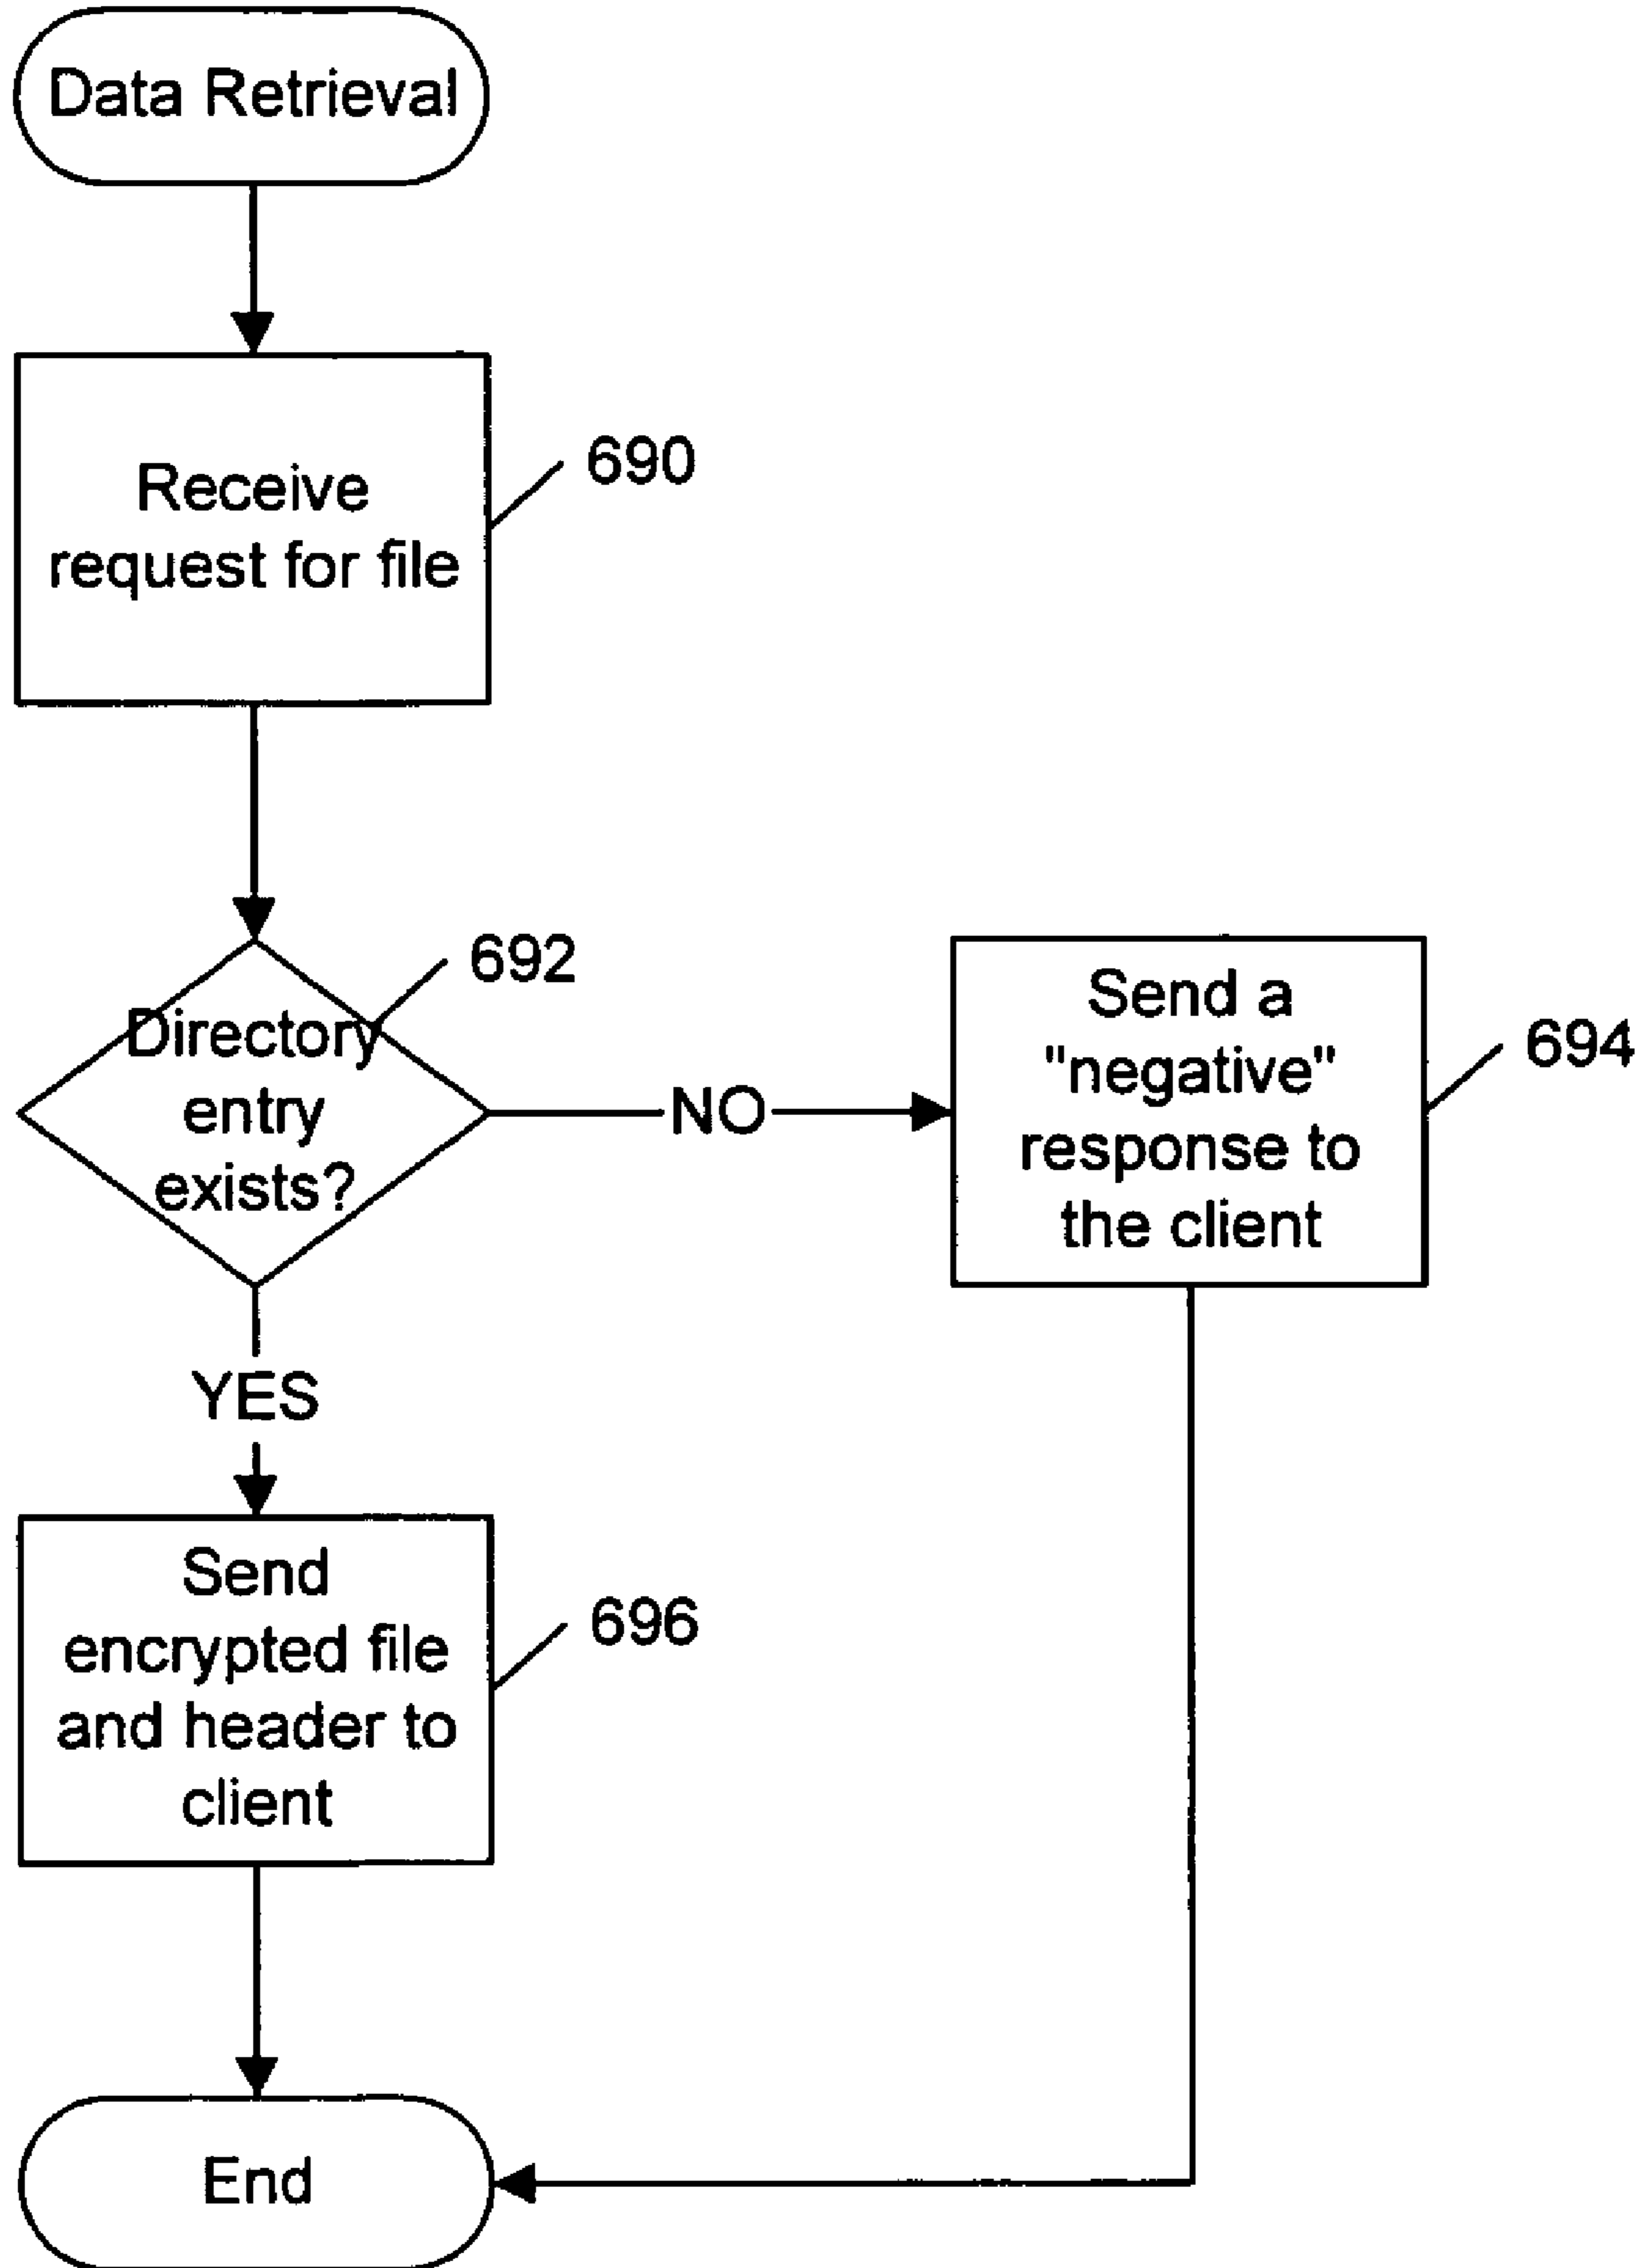 Data Retrieval
Receive
request for file
690
Directory
entry
exists?
692
NO
Send a
"negative"
response to
the client
694
YES
Send
encrypted file
and header to
client
696
End